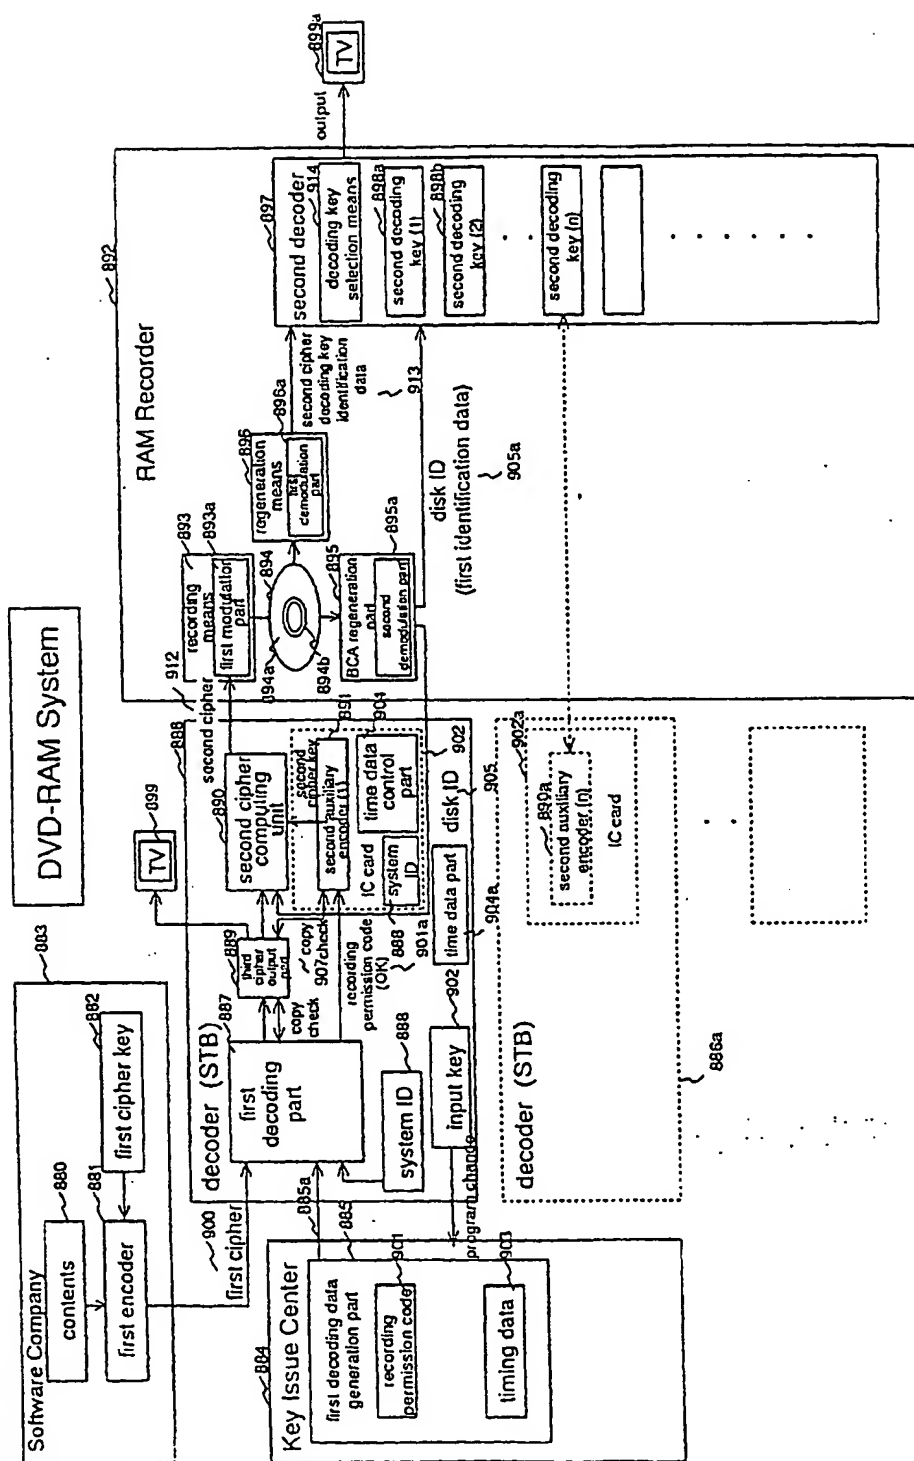 DVD-RAM System
Software Company
883
contents
880
first encoder
881
first cipher key
882
900
first cipher
Key Issue Center
884
first decoding data
generation part
885
885a
recording
permission code
901
timing data
903
program change
decoder (STB)
888
first
decoding
part
887
copy
check
third
cipher
output
part
889
TV
899
second cipher
computing
unit
890
second cipher
912
second cipher key
second auxiliary
encoder (1)
891
IC card
system
ID
888
time data
control
part
904
902
copy
check
907
recording
permission code
(OK)
901a
system ID
888
input key
902
time data part
904a
disk ID
905
decoder (STB)
886a
second auxiliary
encoder (n)
890a
IC card
902a
RAM Recorder
892
recording
means
893
first modulation
part
893a
894
894a
894b
BCA regeneration
part
895
second
demodulation part
895a
regeneration
means
896
first
demodulation
part
896a
second cipher
decoding key
identification
data
913
disk ID
(first identification data)
905a
second decoder
897
decoding key
selection means
914
second decoding
key (1)
898a
second decoding
key (2)
898b
second decoding
key (n)
output
TV
899a